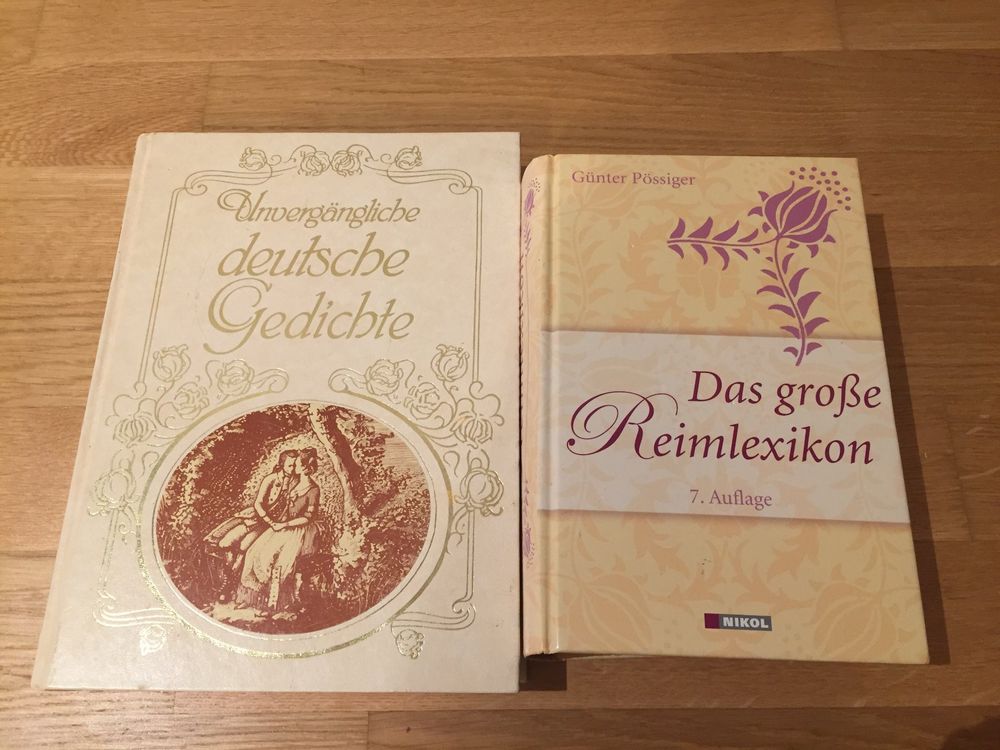 Unvergängliche
deutsche
Gedichte
Günter Pössiger
Das große
Reimlexikon
7. Auflage
NIKOL